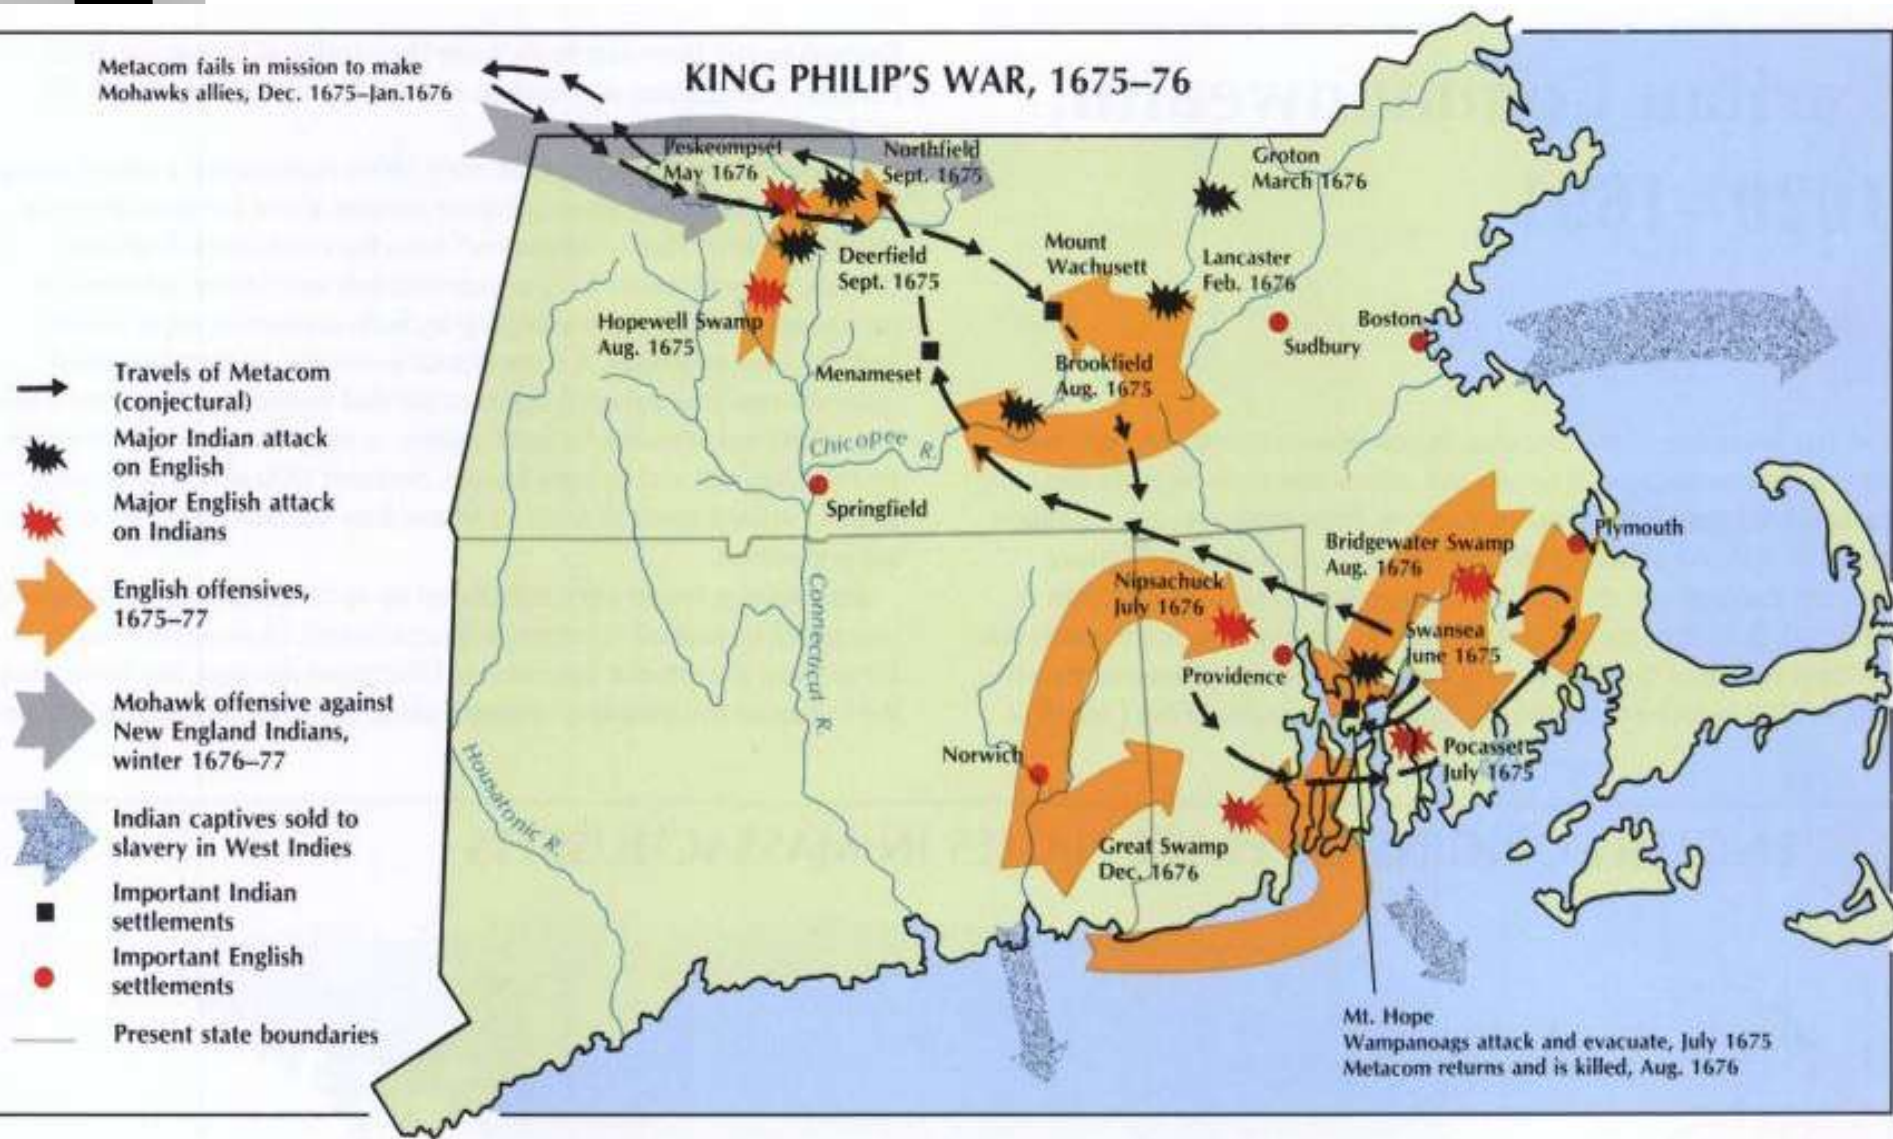 Metacom fails in mission to make
Mohawks allies, Dec. 1675–Jan.1676
KING PHILIP'S WAR, 1675–76
Peskeompset
May 1676
Northfield
Sept. 1675
Groton
March 1676
Deerfield
Sept. 1675
Mount
Wachusett
Lancaster
Feb. 1676
Hopewell Swamp
Aug. 1675
Boston
Sudbury
Menameset
Brookfield
Aug. 1675
Chicopee R.
Springfield
Plymouth
Bridgewater Swamp
Aug. 1676
Nipsachuck
July 1676
Connecticut R.
Swansea
June 1675
Providence
Norwich
Pocasset
July 1675
Housatonic R.
Great Swamp
Dec. 1676
Mt. Hope
Wampanoags attack and evacuate, July 1675
Metacom returns and is killed, Aug. 1676
Travels of Metacom
(conjectural)
Major Indian attack
on English
Major English attack
on Indians
English offensives,
1675–77
Mohawk offensive against
New England Indians,
winter 1676–77
Indian captives sold to
slavery in West Indies
Important Indian
settlements
Important English
settlements
Present state boundaries